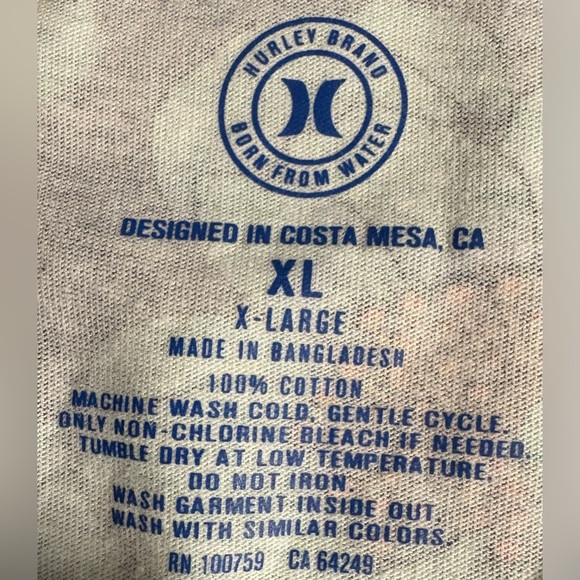 HURLEY BRAND
BORN FROM WATER
DESIGNED IN COSTA MESA, CA
XL
X-LARGE
MADE IN BANGLADESH
100% COTTON
MACHINE WASH COLD. GENTLE CYCLE.
ONLY NON-CHLORINE BLEACH IF NEEDED.
TUMBLE DRY AT LOW TEMPERATURE.
DO NOT IRON.
WASH GARMENT INSIDE OUT.
WASH WITH SIMILAR COLORS.
RN 100759 CA 64249